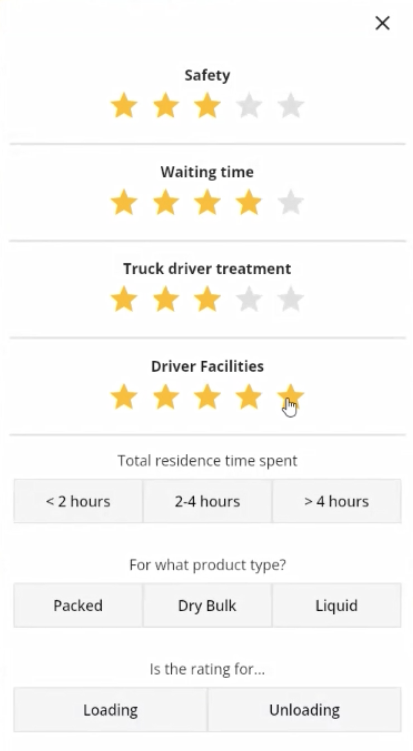 Safety
Waiting time
Truck driver treatment
Driver Facilities
Total residence time spent
< 2 hours 2-4 hours > 4 hours
For what product type?
Packed Dry Bulk Liquid
Is the rating for...
Loading Unloading